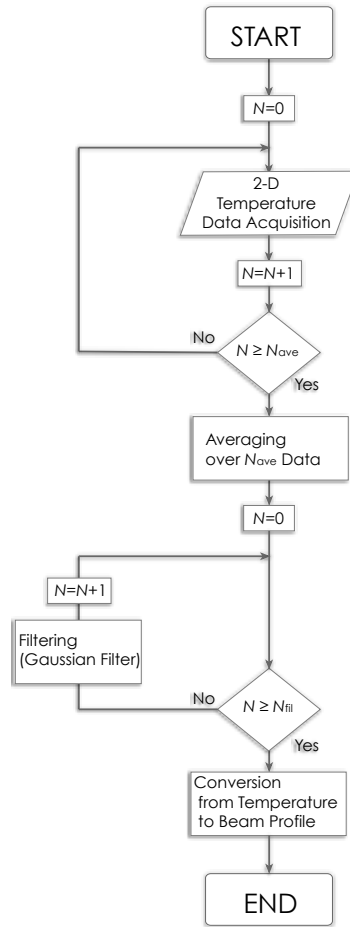 START
N=0
2-D
Temperature
Data Acquisition
N=N+1
No
N ≥ Nave
Yes
Averaging
over Nave Data
N=0
N=N+1
Filtering
(Gaussian Filter)
No
N ≥ Nfil
Yes
Conversion
from Temperature
to Beam Profile
END